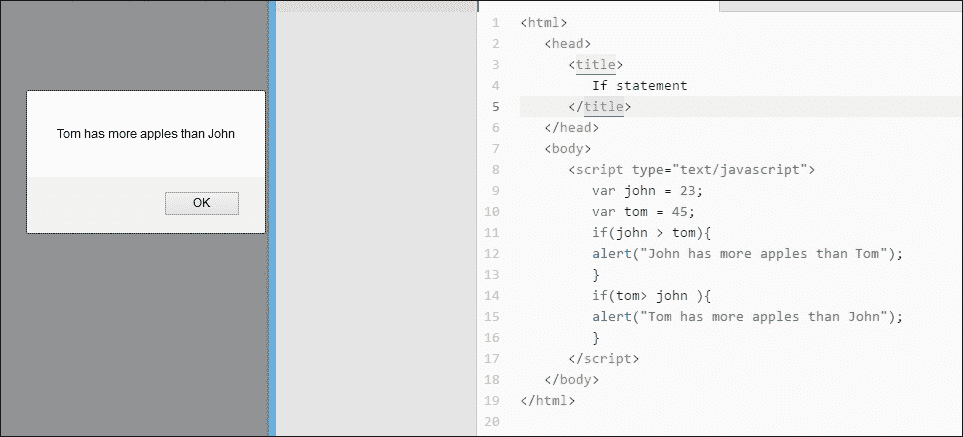 Tom has more apples than John
OK
1 <html>
2 <head>
3 <title>
4 If statement
5 </title>
6 </head>
7 <body>
8 <script type="text/javascript">
9 var john = 23;
10 var tom = 45;
11 if(john > tom){
12 alert("John has more apples than Tom");
13 }
14 if(tom> john ){
15 alert("Tom has more apples than John");
16 }
17 </script>
18 </body>
19 </html>
20